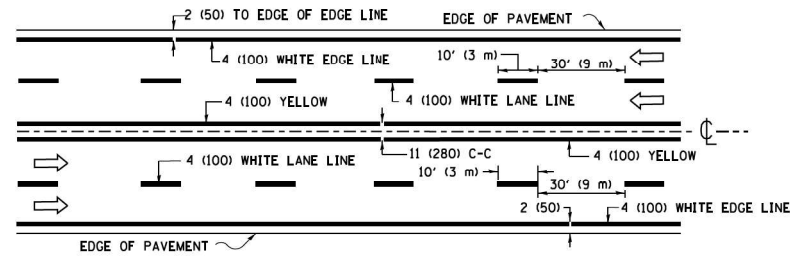 2 (50) TO EDGE OF EDGE LINE
EDGE OF PAVEMENT
4 (100) WHITE EDGE LINE
10' (3 m)
30' (9 m)
4 (100) YELLOW
4 (100) WHITE LANE LINE
℄
4 (100) WHITE LANE LINE
11 (280) C-C
4 (100) YELLOW
10' (3 m)
30' (9 m)
2 (50)
4 (100) WHITE EDGE LINE
EDGE OF PAVEMENT